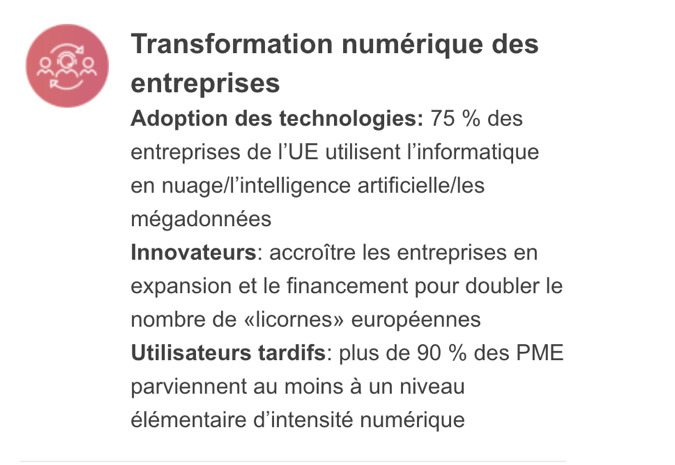 Transformation numérique des
entreprises
Adoption des technologies: 75 % des
entreprises de l’UE utilisent l’informatique
en nuage/l’intelligence artificielle/les
mégadonnées
Innovateurs: accroître les entreprises en
expansion et le financement pour doubler le
nombre de «licornes» européennes
Utilisateurs tardifs: plus de 90 % des PME
parviennent au moins à un niveau
élémentaire d’intensité numérique